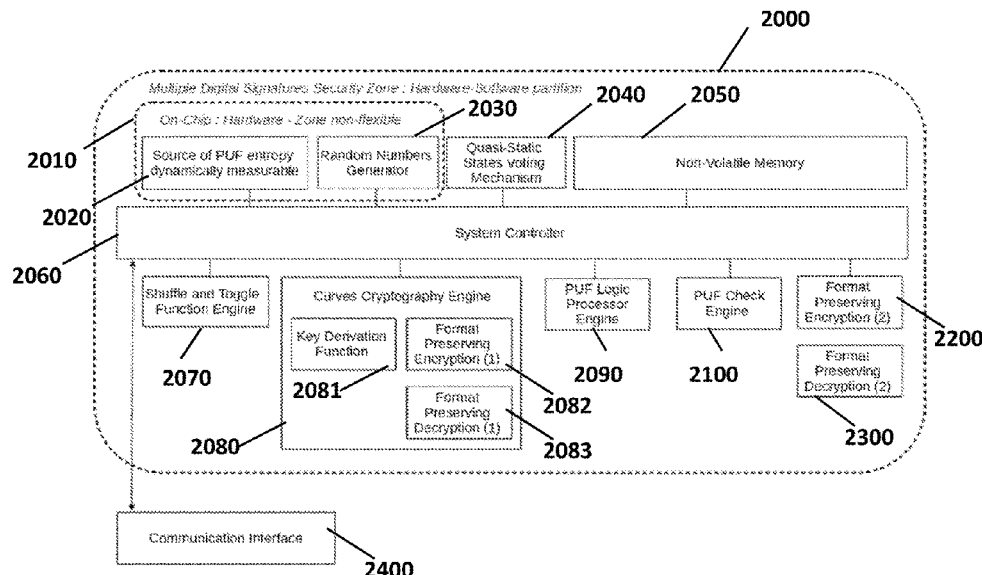 2000
Multiple Digital Signatures Security Zone : Hardware-Software partition
2030
2040
2050
On-Chip : Hardware - Zone non-flexible
2010
Source of PUF entropy
dynamically measurable
Random Numbers
Generator
Quasi-Static
States Voting
Mechanism
Non-Volatile Memory
2020
System Controller
2060
Shuffle and Toggle
Function Engine
Curves Cryptography Engine
PUF Logic
Processor
Engine
PUF Check
Engine
Format
Preserving
Encryption (2)
Key Derivation
Function
Format
Preserving
Encryption (1)
2200
2070
2081
2082
2090
2100
Format
Preserving
Decryption (2)
Format
Preserving
Decryption (1)
2080
2083
2300
Communication Interface
2400